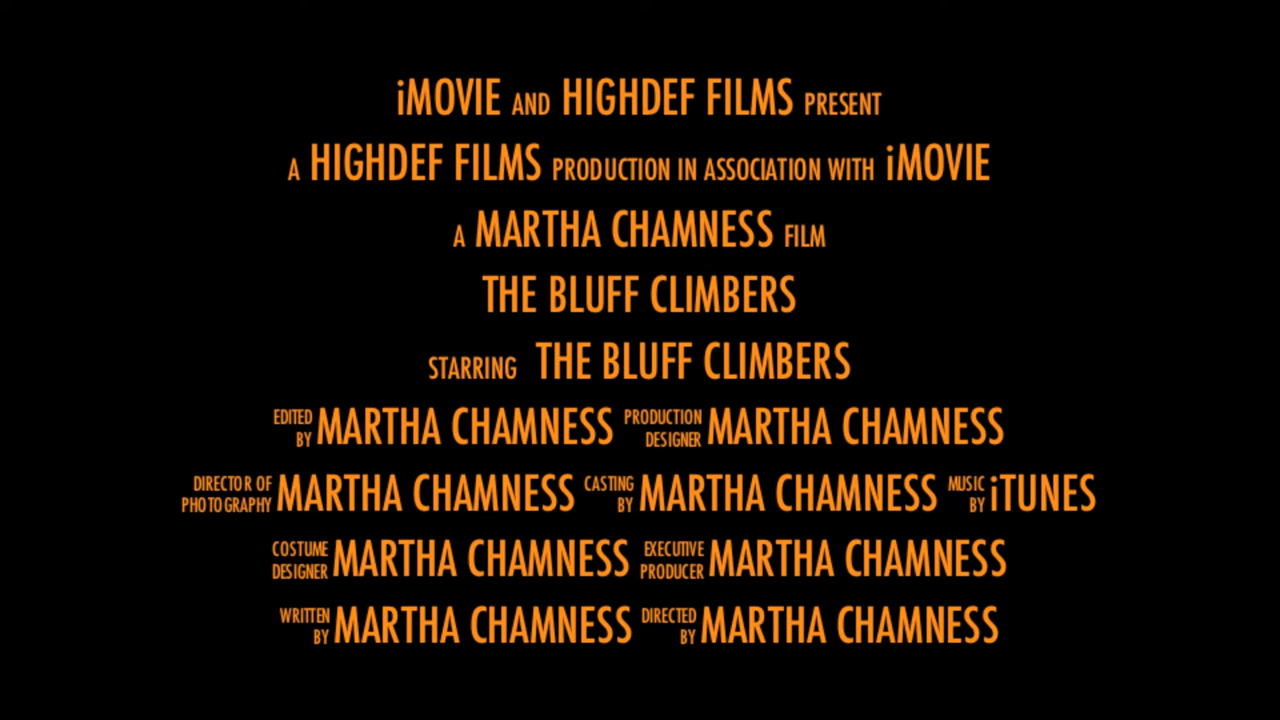 iMOVIE AND HIGHDEF FILMS PRESENT
A HIGHDEF FILMS PRODUCTION IN ASSOCIATION WITH iMOVIE
A MARTHA CHAMNESS FILM
THE BLUFF CLIMBERS
STARRING THE BLUFF CLIMBERS
EDITED BY MARTHA CHAMNESS PRODUCTION DESIGNER MARTHA CHAMNESS
DIRECTOR OF PHOTOGRAPHY MARTHA CHAMNESS CASTING BY MARTHA CHAMNESS MUSIC BY iTUNES
COSTUME DESIGNER MARTHA CHAMNESS EXECUTIVE PRODUCER MARTHA CHAMNESS
WRITTEN BY MARTHA CHAMNESS DIRECTED BY MARTHA CHAMNESS